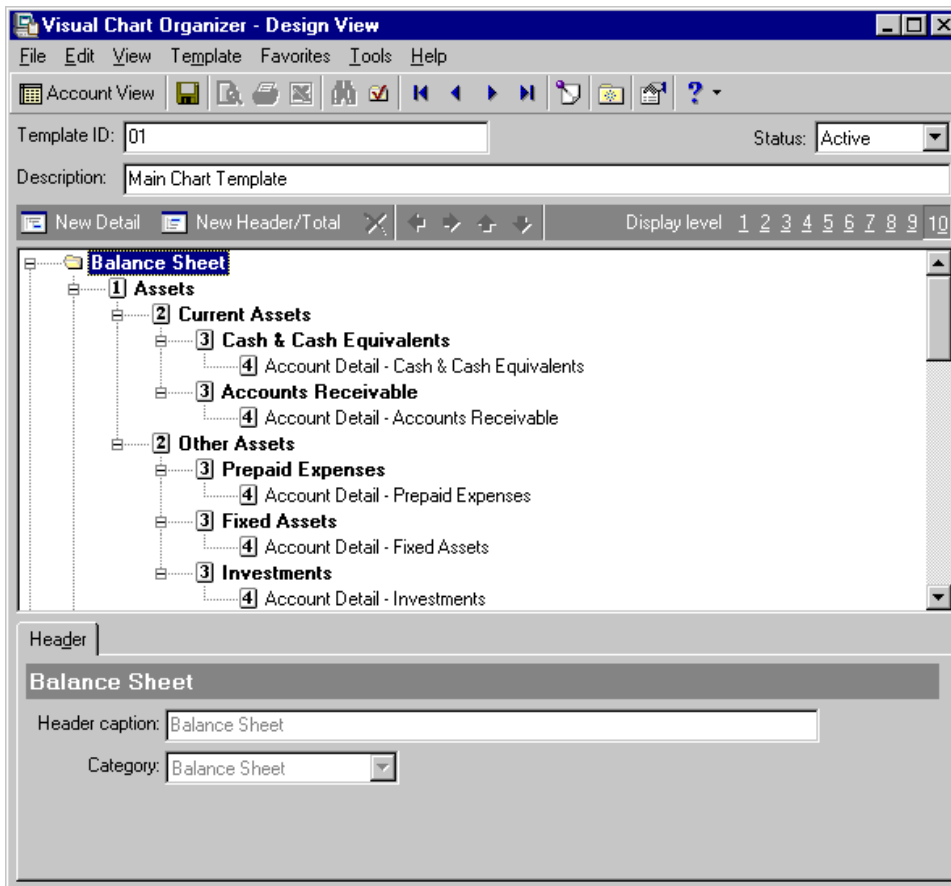 Visual Chart Organizer - Design View
File Edit View Template Favorites Tools Help
Account View
Template ID: 01 Status: Active
Description: Main Chart Template
New Detail New Header/Total Display level 1 2 3 4 5 6 7 8 9 10
Balance Sheet
1 Assets
2 Current Assets
3 Cash & Cash Equivalents
4 Account Detail - Cash & Cash Equivalents
3 Accounts Receivable
4 Account Detail - Accounts Receivable
2 Other Assets
3 Prepaid Expenses
4 Account Detail - Prepaid Expenses
3 Fixed Assets
4 Account Detail - Fixed Assets
3 Investments
4 Account Detail - Investments
Header
Balance Sheet
Header caption: Balance Sheet
Category: Balance Sheet